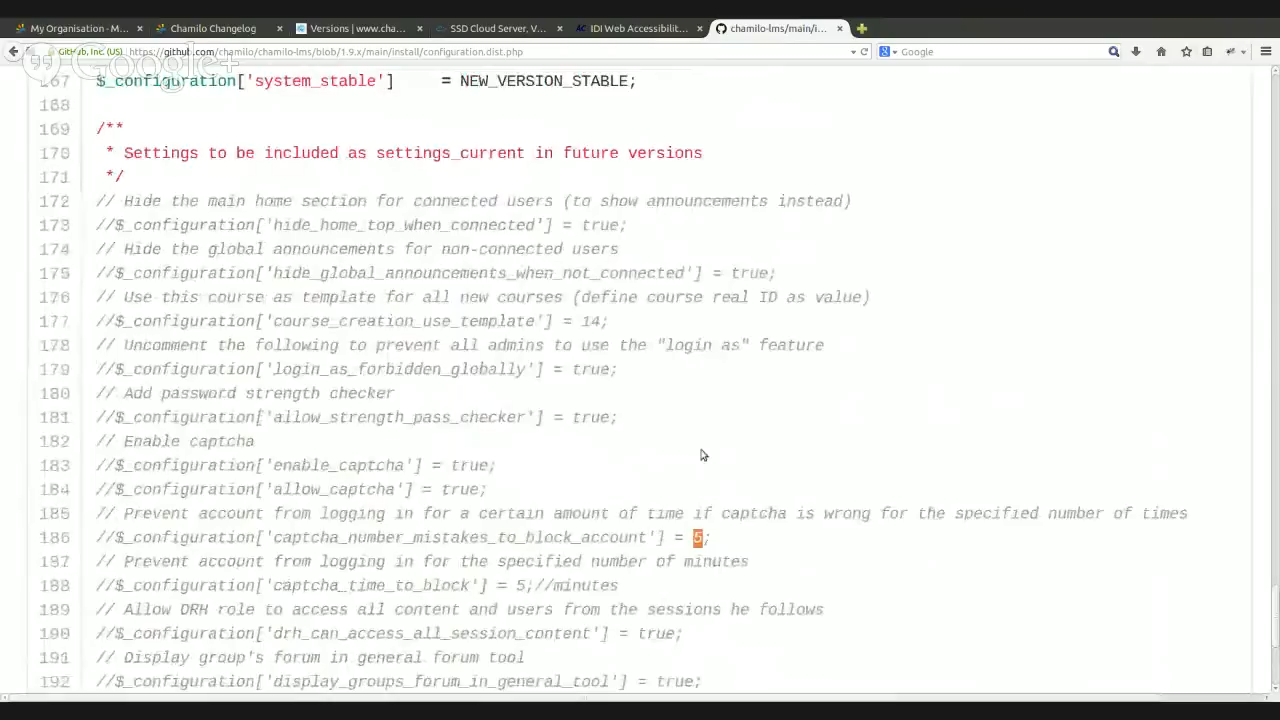 My Organisation - M...
Chamilo Changelog
Versions | www.cha...
SSD Cloud Server, V...
IDI Web Accessibilit...
chamilo-lms/main/i...
GitHub, Inc. (US)
https://github.com/chamilo/chamilo-lms/blob/1.9.x/main/install/configuration.dist.php
Google
Google+
167 $_configuration['system_stable'] = NEW_VERSION_STABLE;
168
169 /**
170 * Settings to be included as settings_current in future versions
171 */
172 // Hide the main home section for connected users (to show announcements instead)
173 //$_configuration['hide_home_top_when_connected'] = true;
174 // Hide the global announcements for non-connected users
175 //$_configuration['hide_global_announcements_when_not_connected'] = true;
176 // Use this course as template for all new courses (define course real ID as value)
177 //$_configuration['course_creation_use_template'] = 14;
178 // Uncomment the following to prevent all admins to use the "login as" feature
179 //$_configuration['login_as_forbidden_globally'] = true;
180 // Add password strength checker
181 //$_configuration['allow_strength_pass_checker'] = true;
182 // Enable captcha
183 //$_configuration['enable_captcha'] = true;
184 //$_configuration['allow_captcha'] = true;
185 // Prevent account from logging in for a certain amount of time if captcha is wrong for the specified number of times
186 //$_configuration['captcha_number_mistakes_to_block_account'] = 5;
187 // Prevent account from logging in for the specified number of minutes
188 //$_configuration['captcha_time_to_block'] = 5;//minutes
189 // Allow DRH role to access all content and users from the sessions he follows
190 //$_configuration['drh_can_access_all_session_content'] = true;
191 // Display group's forum in general forum tool
192 //$_configuration['display_groups_forum_in_general_tool'] = true;